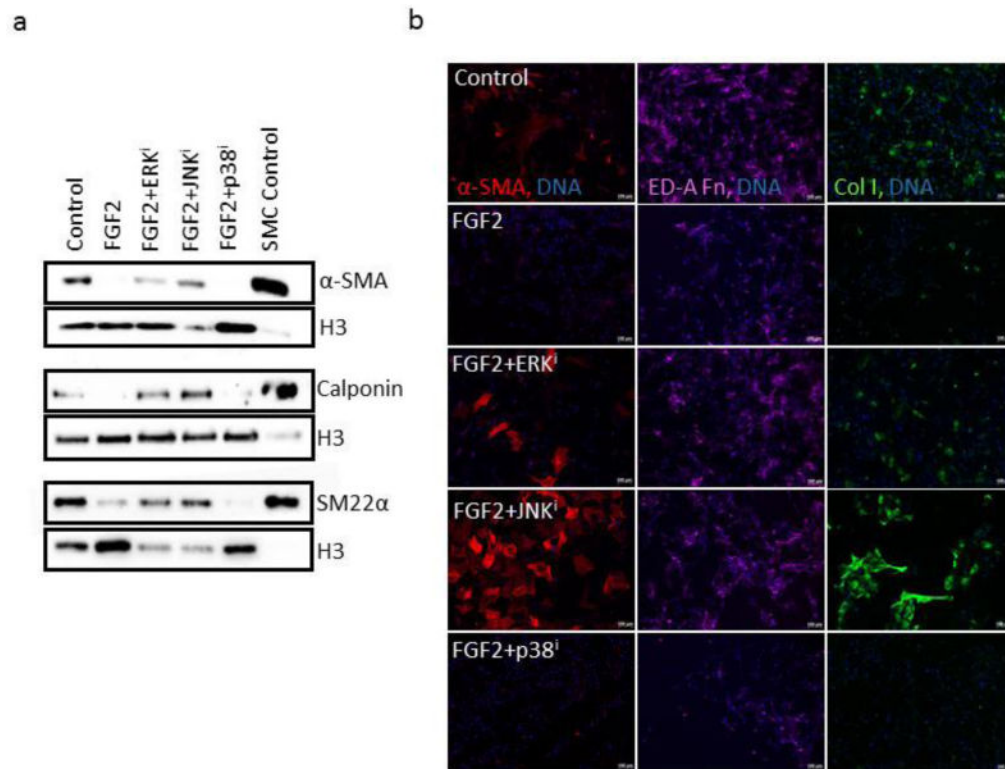 a
b
Control
FGF2
FGF2+ERKⁱ
FGF2+JNKⁱ
FGF2+p38ⁱ
SMC Control
α-SMA
H3
Calponin
H3
SM22α
H3
Control
α-SMA, DNA
ED-A Fn, DNA
Col I, DNA
FGF2
FGF2+ERKⁱ
FGF2+JNKⁱ
FGF2+p38ⁱ